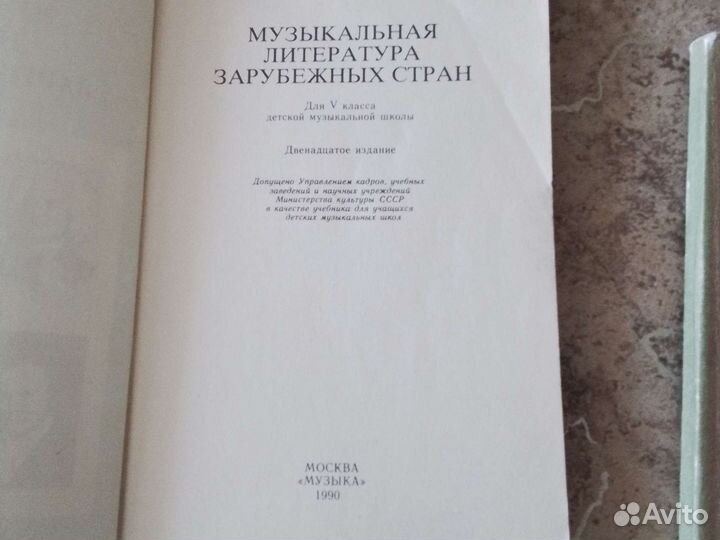 МУЗЫКАЛЬНАЯ
ЛИТЕРАТУРА
ЗАРУБЕЖНЫХ СТРАН
Для V класса
детской музыкальной школы
Двенадцатое издание
Допущено Управлением кадров, учебных
заведений и научных учреждений
Министерства культуры СССР
в качестве учебника для учащихся
детских музыкальных школ
МОСКВА
«МУЗЫКА»
1990
Avito